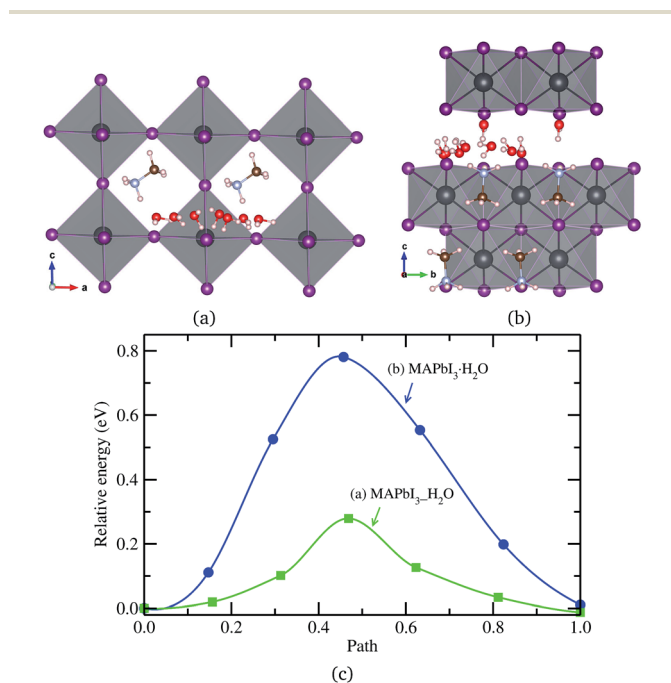 c
a
(a)
c
a
b
(b)
0.8
0.6
0.4
0.2
0.0
Relative energy (eV)
(b) MAPbI₃·H₂O
(a) MAPbI₃_H₂O
0.0 0.2 0.4 0.6 0.8 1.0
Path
(c)